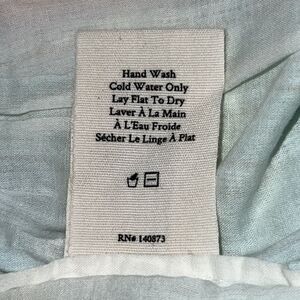 Hand Wash
Cold Water Only
Lay Flat To Dry
Laver À La Main
À L'Eau Froide
Sécher Le Linge À Plat
RN# 140873